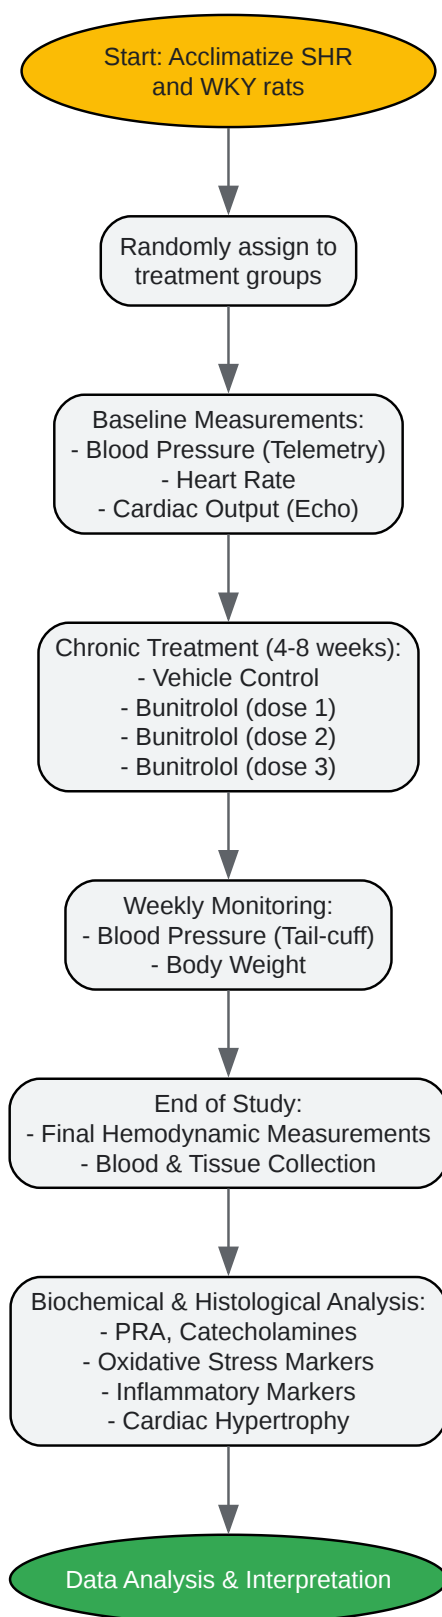 Start: Acclimatize SHR
and WKY rats
Randomly assign to
treatment groups
Baseline Measurements:
- Blood Pressure (Telemetry)
- Heart Rate
- Cardiac Output (Echo)
Chronic Treatment (4-8 weeks):
- Vehicle Control
- Bunitrolol (dose 1)
- Bunitrolol (dose 2)
- Bunitrolol (dose 3)
Weekly Monitoring:
- Blood Pressure (Tail-cuff)
- Body Weight
End of Study:
- Final Hemodynamic Measurements
- Blood & Tissue Collection
Biochemical & Histological Analysis:
- PRA, Catecholamines
- Oxidative Stress Markers
- Inflammatory Markers
- Cardiac Hypertrophy
Data Analysis & Interpretation